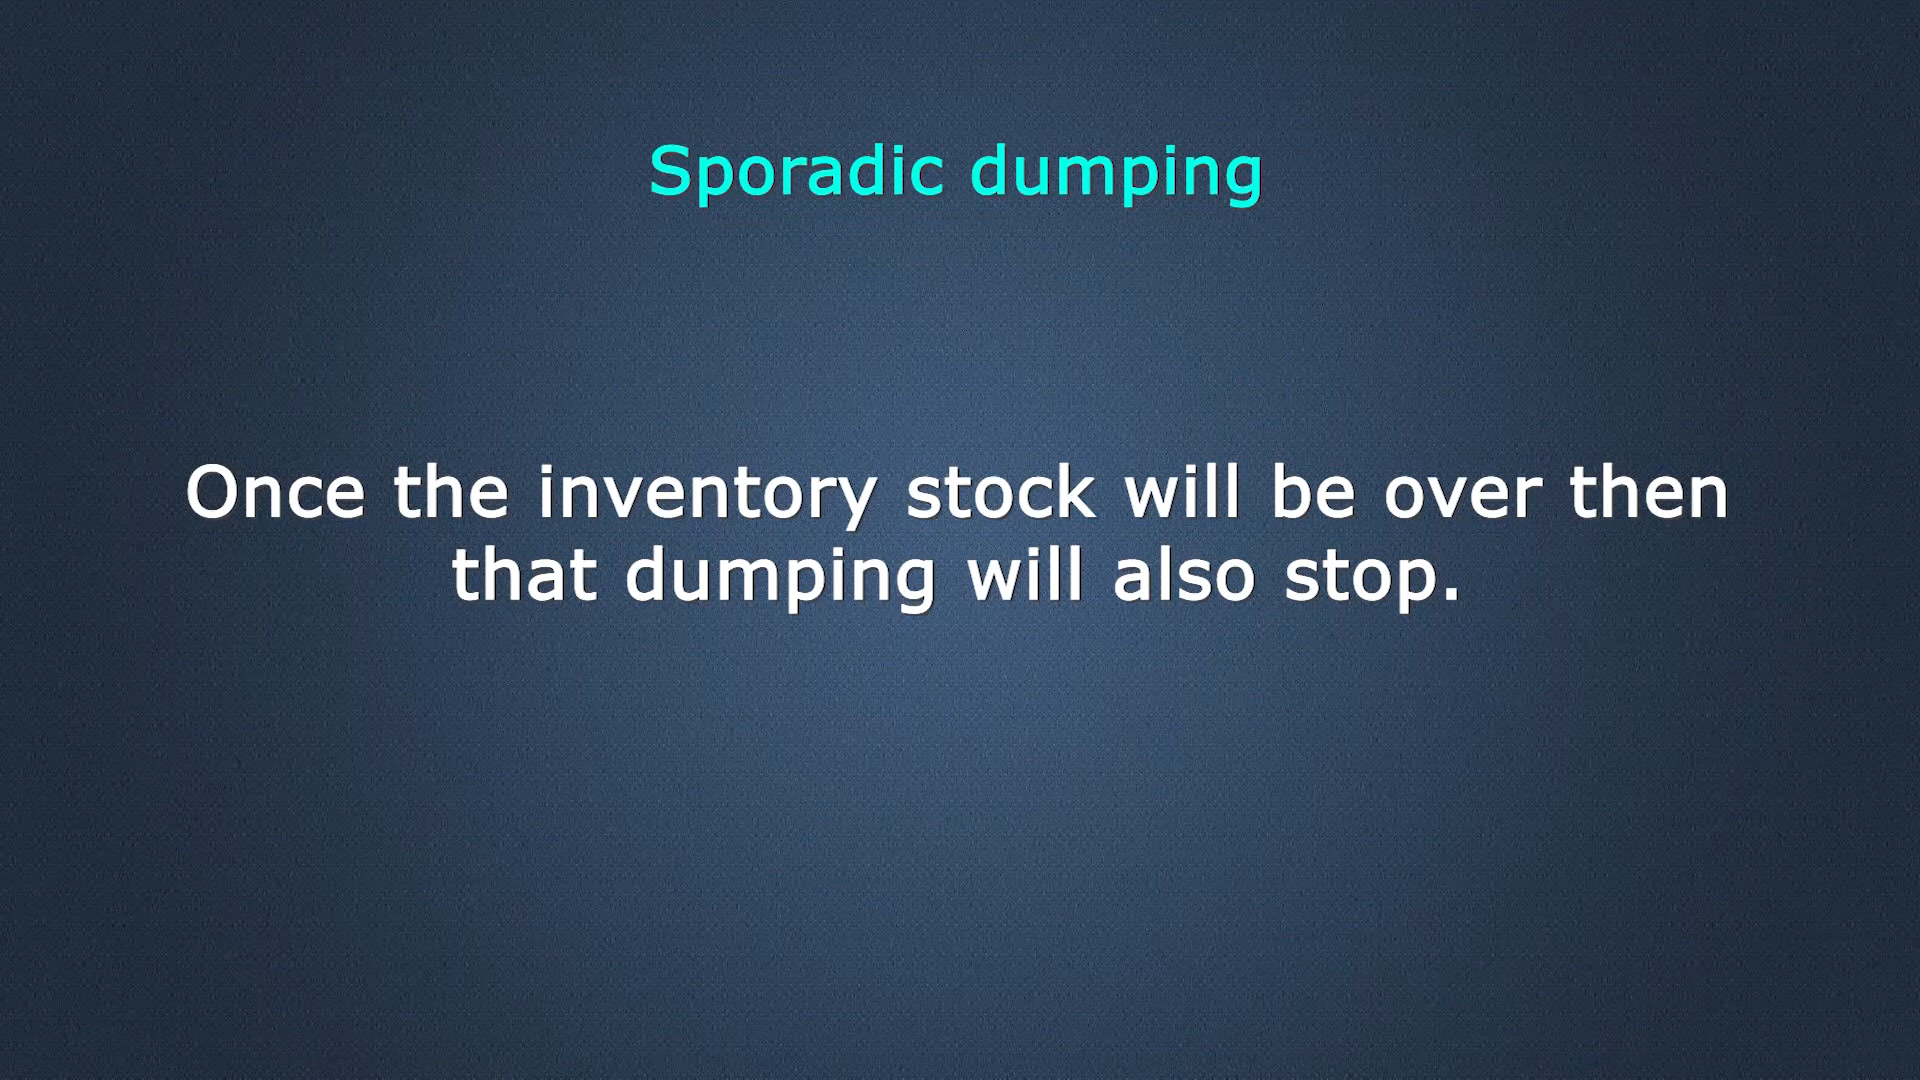 Sporadic dumping
Once the inventory stock will be over then
that dumping will also stop.